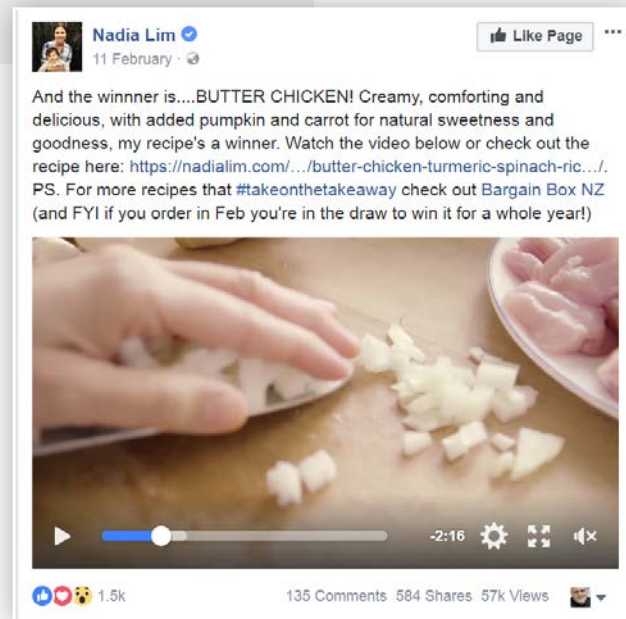 Nadia Lim
11 February
Like Page
And the winnner is....BUTTER CHICKEN! Creamy, comforting and
delicious, with added pumpkin and carrot for natural sweetness and
goodness, my recipe's a winner. Watch the video below or check out the
recipe here: https://nadialim.com/…/butter-chicken-turmeric-spinach-ric…/.
PS. For more recipes that #takeonthetakeaway check out Bargain Box NZ
(and FYI if you order in Feb you're in the draw to win it for a whole year!)
-2:16
1.5k
135 Comments 584 Shares 57k Views